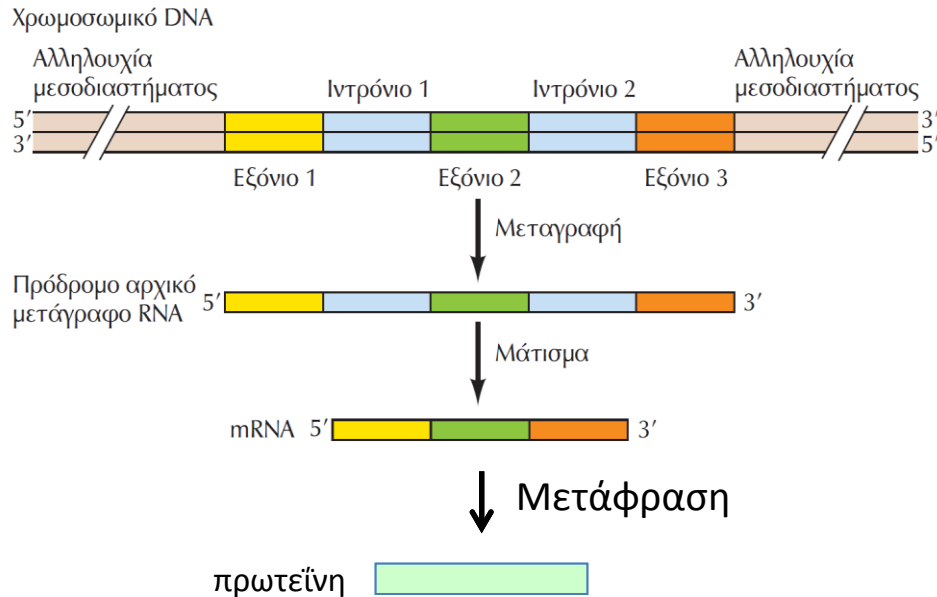 Χρωμοσωμικό DNA
Αλληλουχία
μεσοδιαστήματος
Ιντρόνιο 1
Ιντρόνιο 2
Αλληλουχία
μεσοδιαστήματος
5′
3′
3′
5′
Εξόνιο 1
Εξόνιο 2
Εξόνιο 3
Μεταγραφή
Πρόδρομο αρχικό
μετάγραφο RNA
5′
3′
Μάτισμα
mRNA 5′
3′
Μετάφραση
πρωτεΐνη